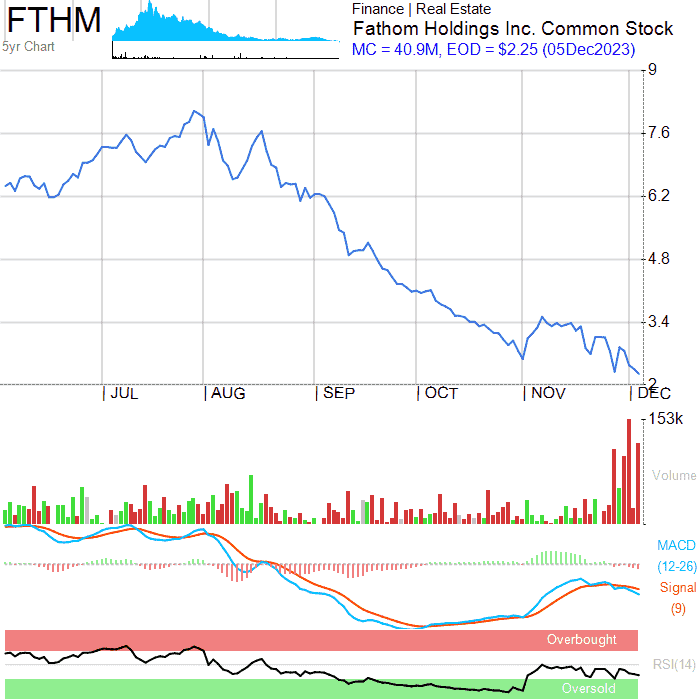 FTHM
5yr Chart
Finance | Real Estate
Fathom Holdings Inc. Common Stock
MC = 40.9M, EOD = $2.25 (05Dec2023)
9
7.6
6.2
4.8
3.4
2
JUL AUG SEP OCT NOV DEC
153k
Volume
MACD
(12-26)
Signal
(9)
Overbought
RSI(14)
Oversold